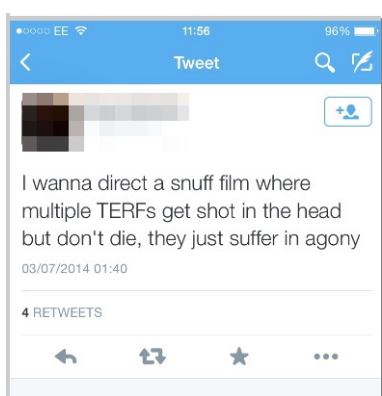 EE 11:56 96%
Tweet
I wanna direct a snuff film where
multiple TERFs get shot in the head
but don't die, they just suffer in agony
03/07/2014 01:40
4 RETWEETS